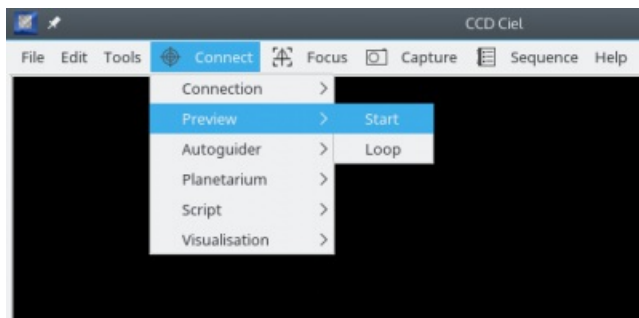 CCD Ciel
File Edit Tools Connect Focus Capture Sequence Help
Connection
Preview Start
Autoguider Loop
Planetarium
Script
Visualisation